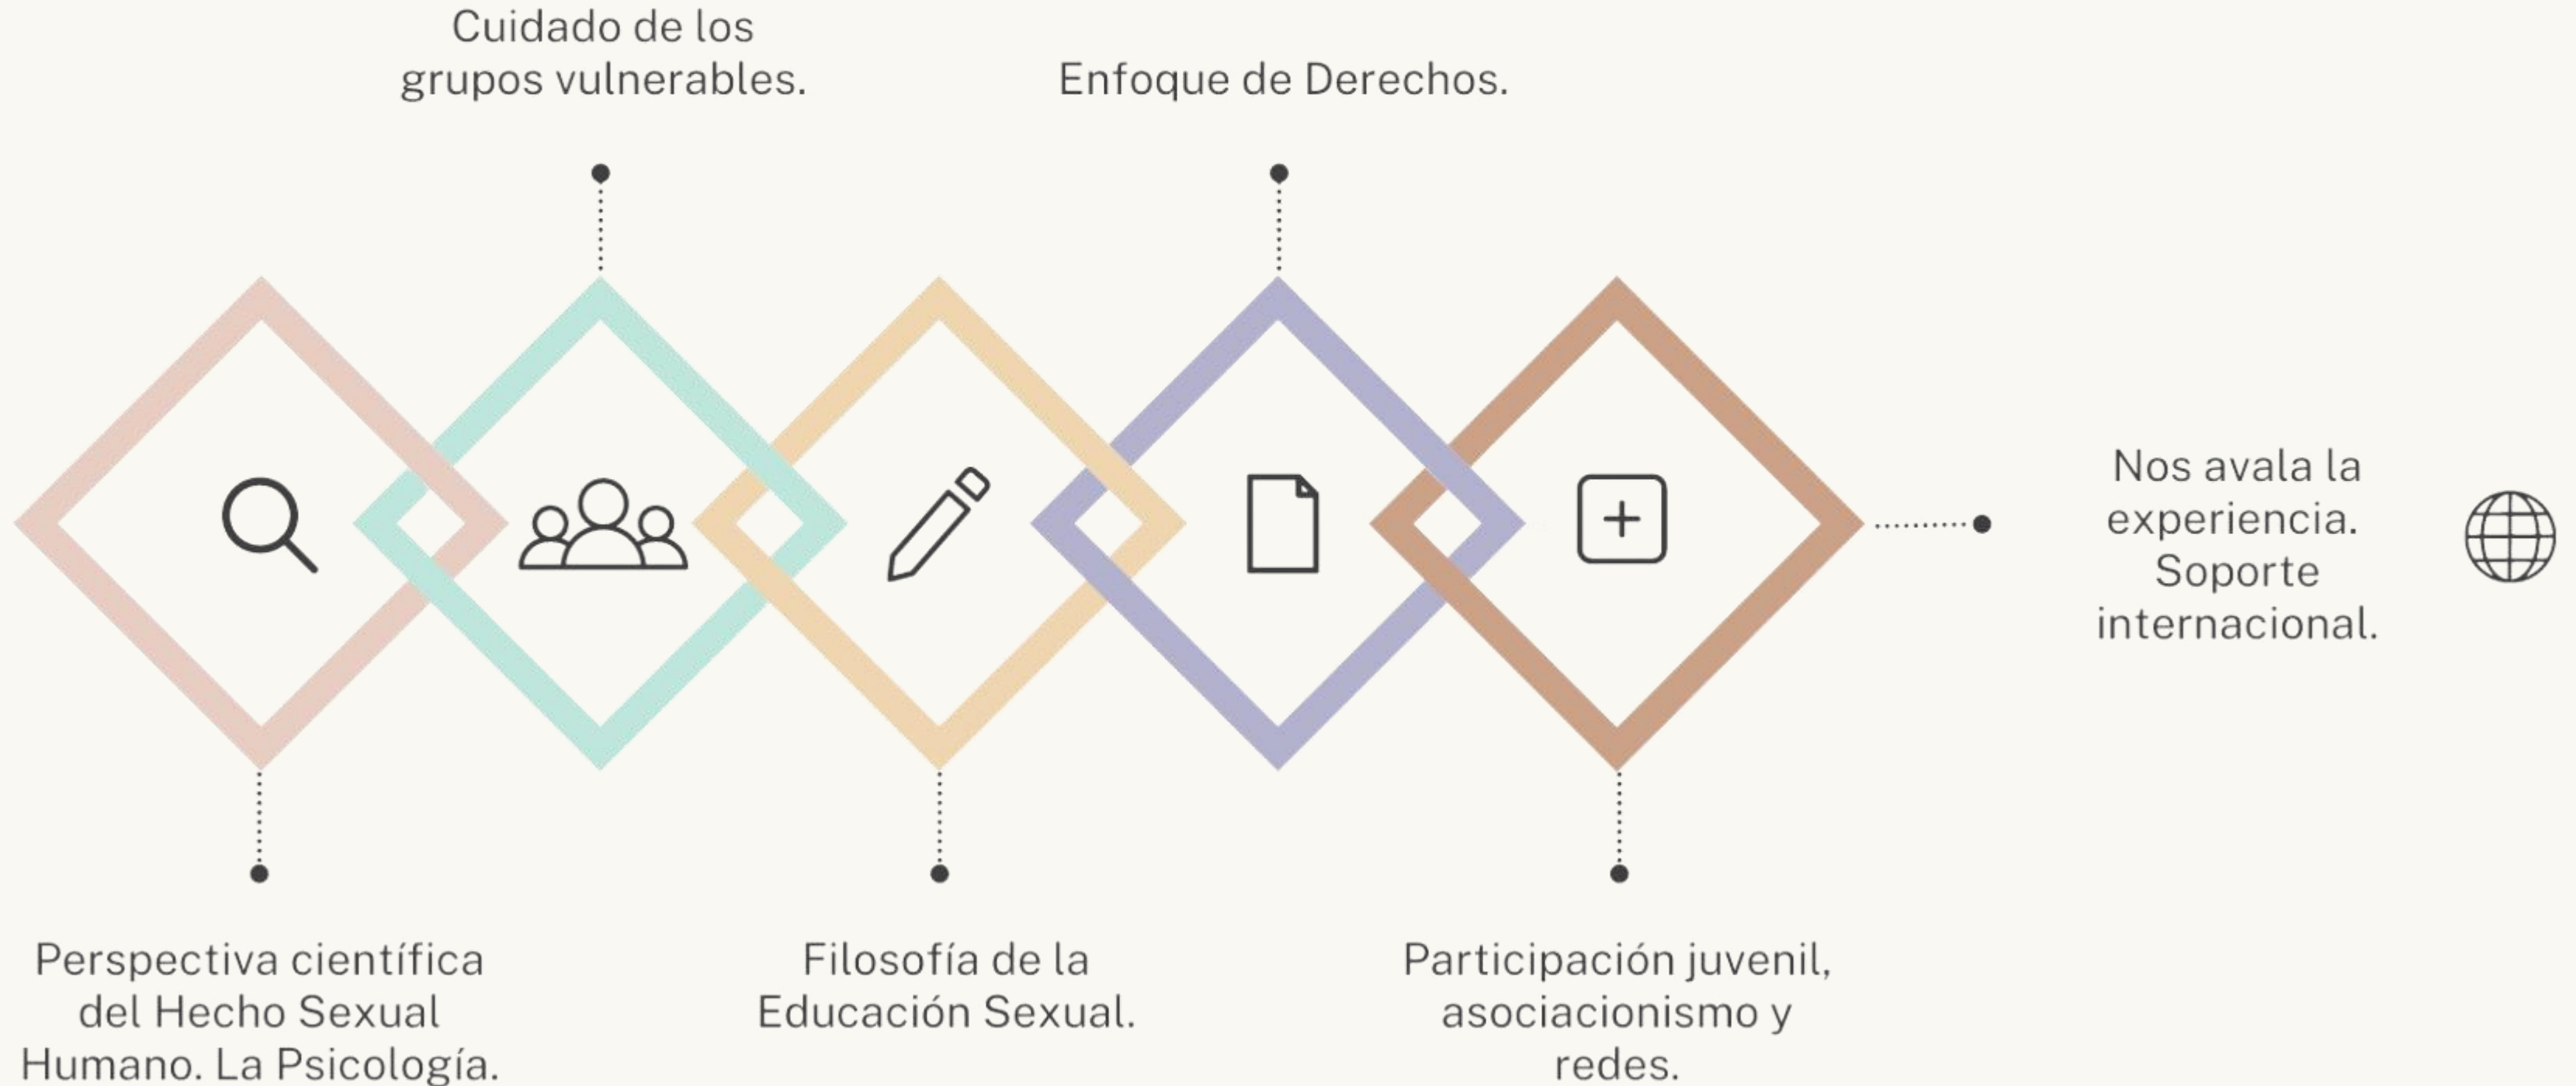 Cuidado de los
grupos vulnerables.
Enfoque de Derechos.
Nos avala la
experiencia.
Soporte
internacional.
Perspectiva científica
del Hecho Sexual
Humano. La Psicología.
Filosofía de la
Educación Sexual.
Participación juvenil,
asociacionismo y
redes.